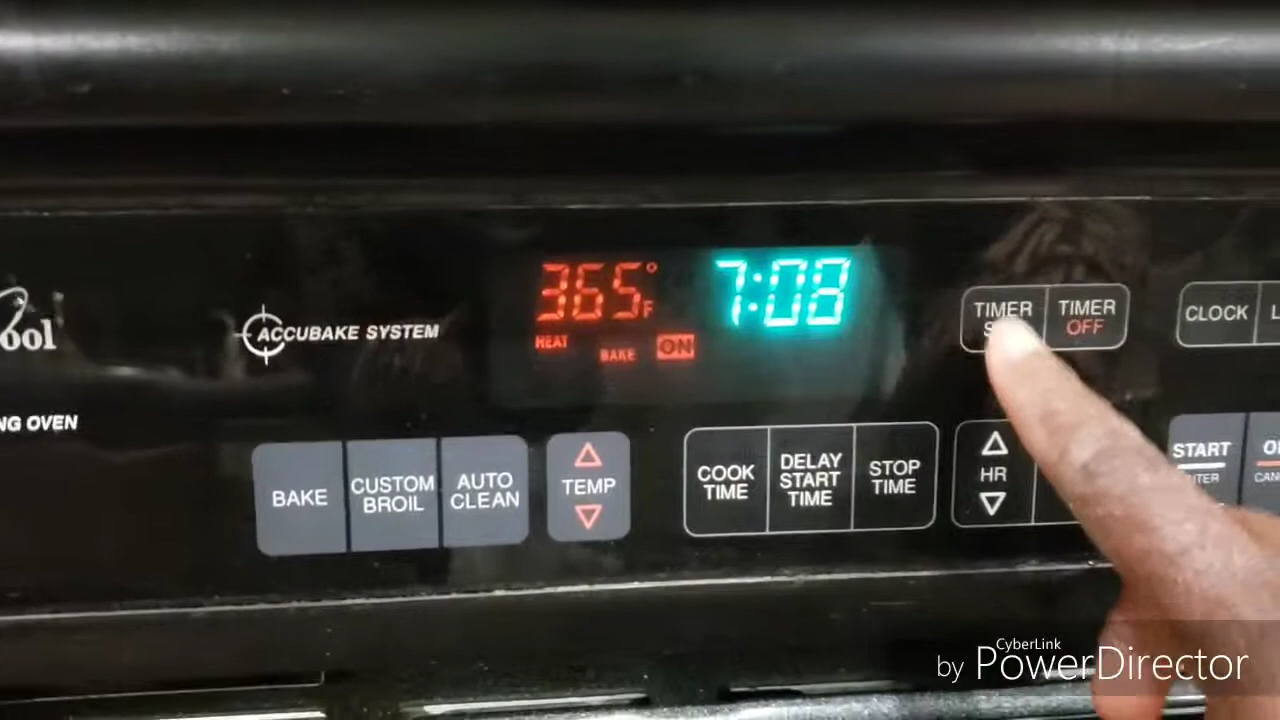 365°F
7:08
HEAT
BAKE
ON
TIMER
TIMER
OFF
CLOCK
ool
ACCUBAKE SYSTEM
NG OVEN
BAKE
CUSTOM
BROIL
AUTO
CLEAN
TEMP
COOK
TIME
DELAY
START
TIME
STOP
TIME
HR
START
CyberLink
by PowerDirector